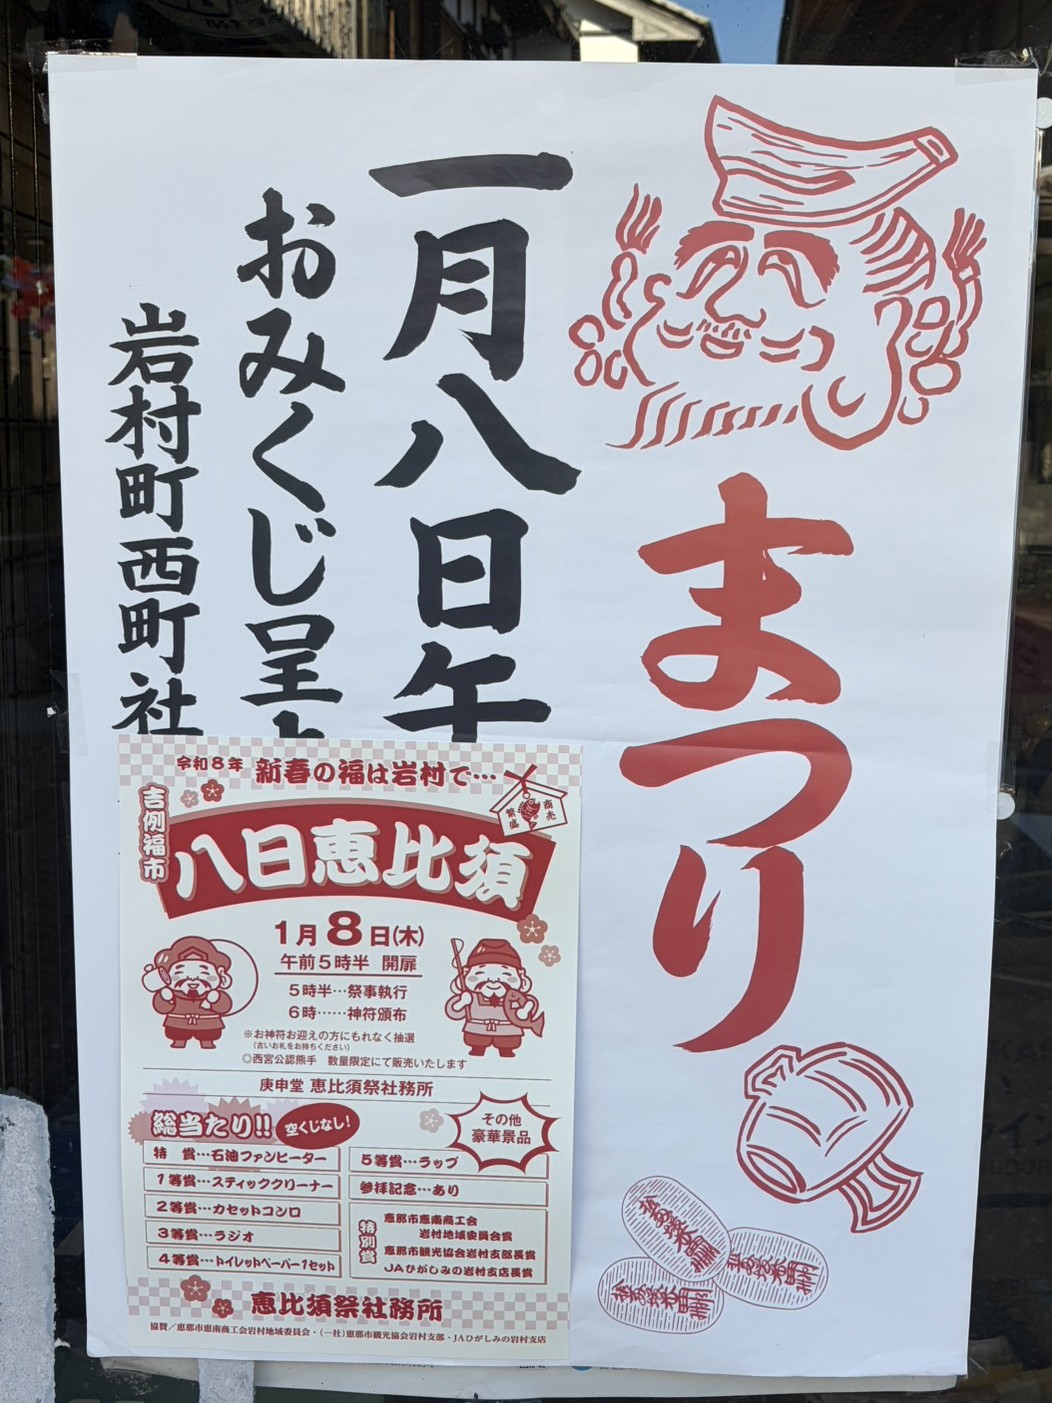 まつり
一月八日午
おみくじ呈
岩村町西町社
令和8年 新春の福は岩村で…
吉例福市
商売
繁盛
八日恵比須
1月8日(木)
午前5時半 開扉
5時半…祭事執行
6時……神符頒布
※お神符お迎えの方にもれなく抽選
(古いお札をお持ちください)
◎西宮公認熊手 数量限定にて販売いたします
庚申堂 恵比須祭社務所
総当たり!! 空くじなし!
その他
豪華景品
特 賞…石油ファンヒーター
1等賞…スティッククリーナー
2等賞…カセットコンロ
3等賞…ラジオ
4等賞…トイレットペーパー1セット
5等賞…ラップ
参拝記念…あり
特別賞
恵那市恵南商工会
岩村地域委員会賞
恵那市観光協会岩村支部長賞
JAひがしみの岩村支店長賞
恵比須祭社務所
協賛／恵那市恵南商工会岩村地域委員会・(一社)恵那市観光協会岩村支部・JAひがしみの岩村支店